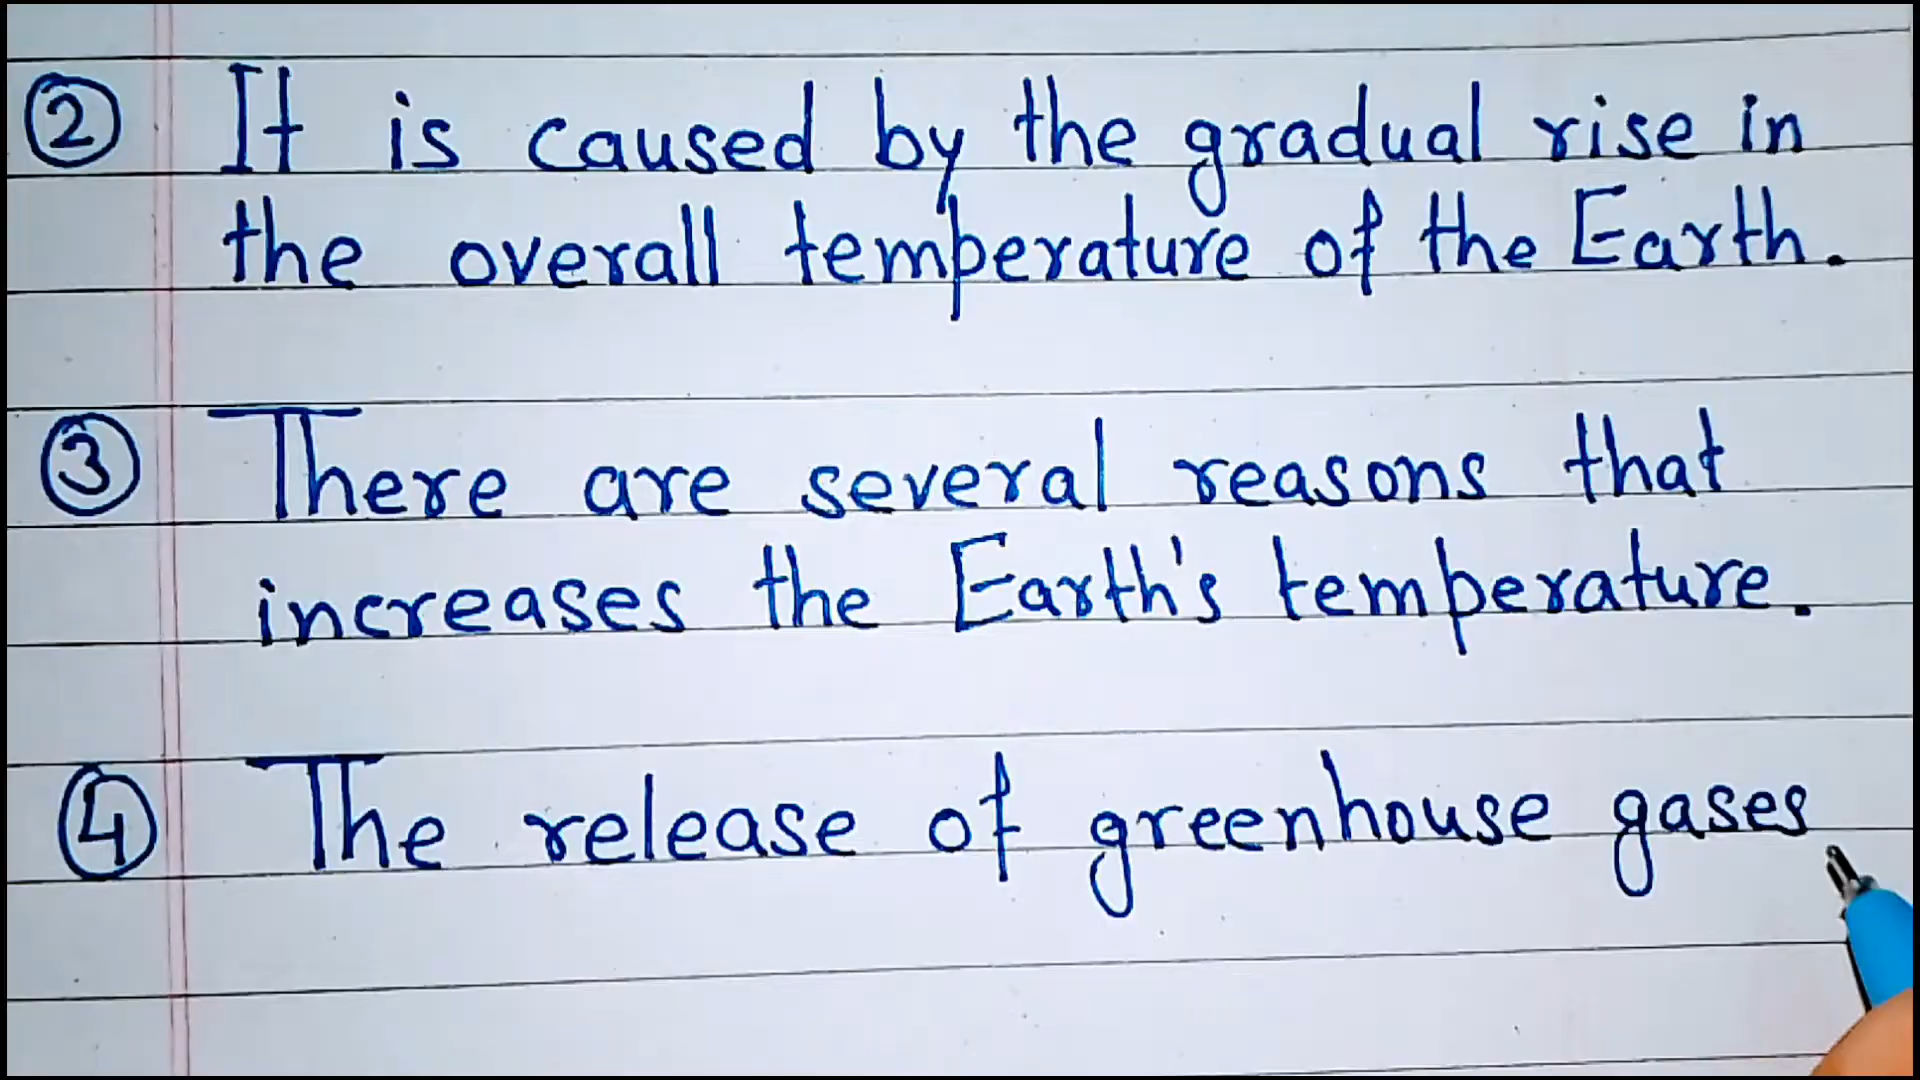 ② It is caused by the gradual rise in
the overall temperature of the Earth.
③ There are several reasons that
increases the Earth's temperature.
④ The release of greenhouse gases